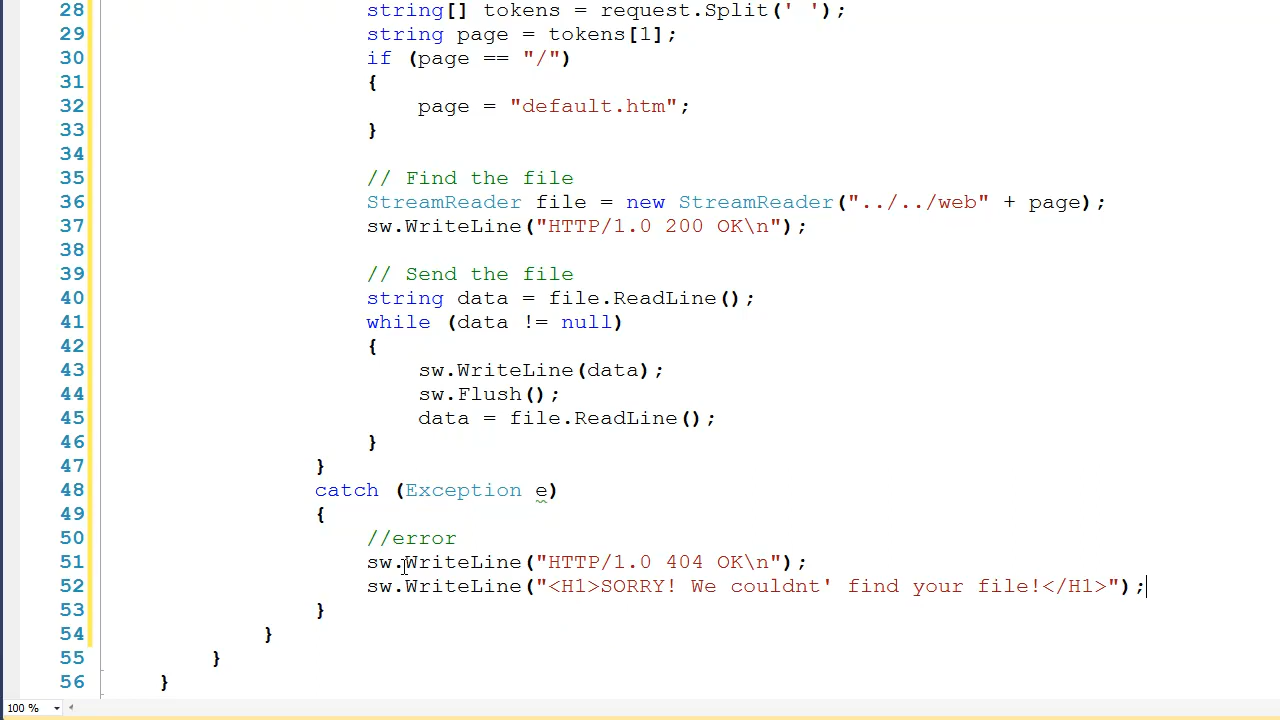 28 string[] tokens = request.Split(' ');
29 string page = tokens[1];
30 if (page == "/")
31 {
32 page = "default.htm";
33 }
34
35 // Find the file
36 StreamReader file = new StreamReader("../../web" + page);
37 sw.WriteLine("HTTP/1.0 200 OK\n");
38
39 // Send the file
40 string data = file.ReadLine();
41 while (data != null)
42 {
43 sw.WriteLine(data);
44 sw.Flush();
45 data = file.ReadLine();
46 }
47 }
48 catch (Exception e)
49 {
50 //error
51 sw.WriteLine("HTTP/1.0 404 OK\n");
52 sw.WriteLine("<H1>SORRY! We couldnt' find your file!</H1>");
53 }
54 }
55 }
56 }
100 %